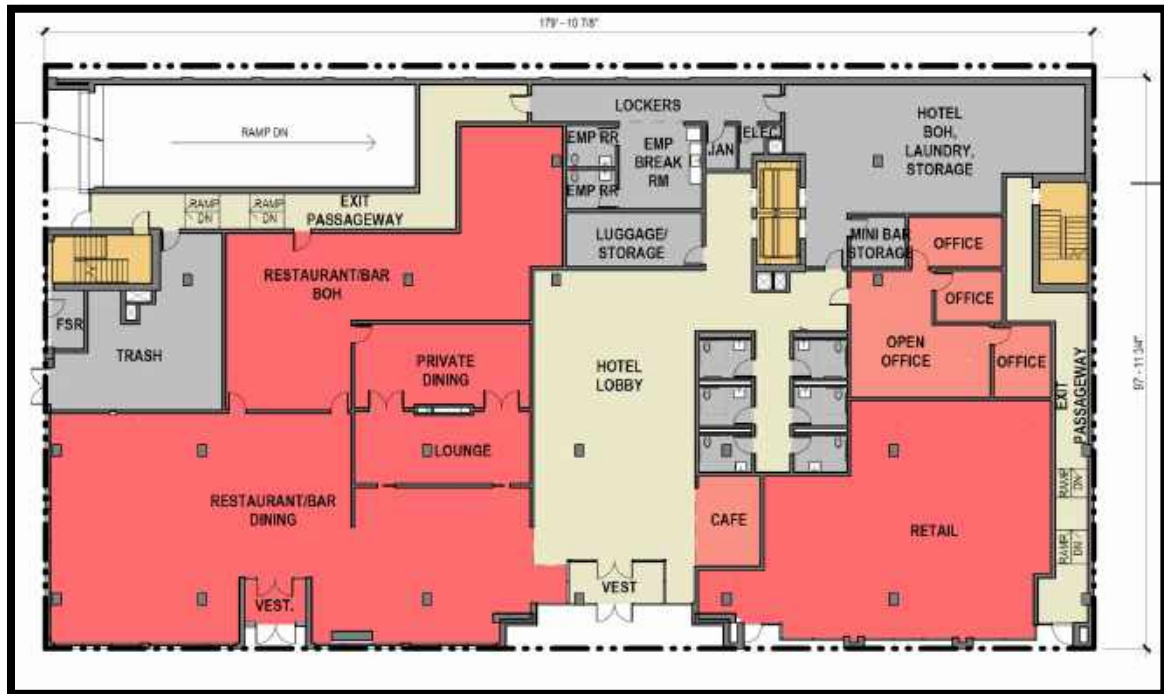 179' - 10 7/8"
RAMP DN
LOCKERS
HOTEL
BOH,
LAUNDRY,
STORAGE
EMP RR
EMP RR
EMP
BREAK
RM
JAN
ELEC
RAMP
DN
RAMP
DN
EXIT
PASSAGEWAY
LUGGAGE/
STORAGE
MINI BAR
STORAGE
OFFICE
RESTAURANT/BAR
BOH
OFFICE
FSR
TRASH
PRIVATE
DINING
HOTEL
LOBBY
OPEN
OFFICE
OFFICE
97' - 11 3/4"
EXIT
PASSAGEWAY
LOUNGE
RESTAURANT/BAR
DINING
CAFE
RETAIL
RAMP
DN
RAMP
DN
VEST.
VEST